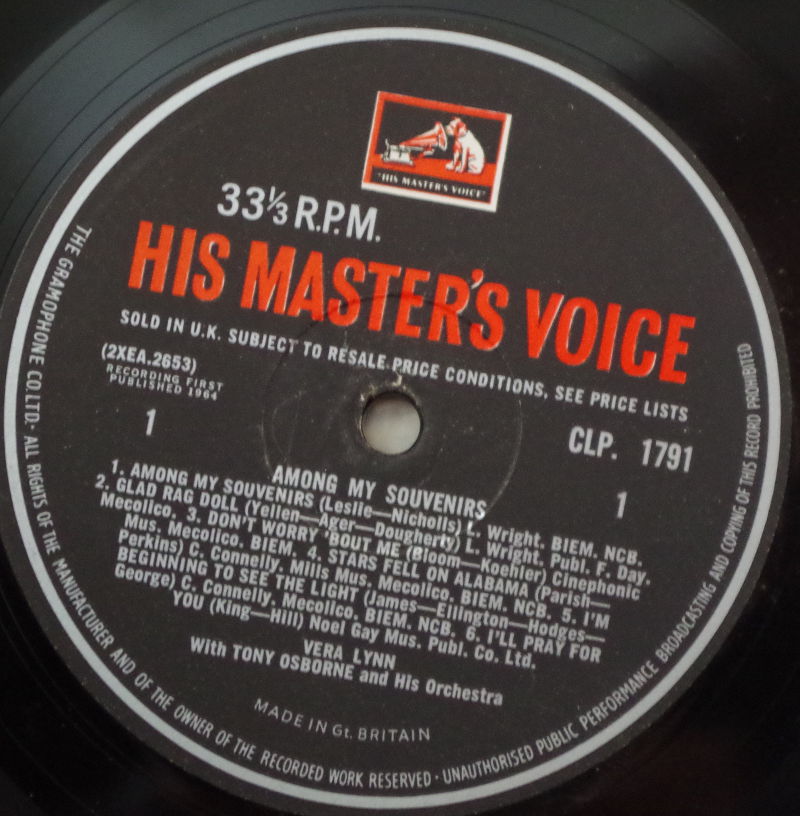 "HIS MASTER'S VOICE"
33⅓ R.P.M.
HIS MASTER'S VOICE
SOLD IN U.K. SUBJECT TO RESALE PRICE CONDITIONS, SEE PRICE LISTS
(2XEA.2653)
RECORDING FIRST
PUBLISHED 1964
1
CLP. 1791
1
AMONG MY SOUVENIRS
1. AMONG MY SOUVENIRS (Leslie—Nicholls) L. Wright. BIEM. NCB.
2. GLAD RAG DOLL (Yellen—Ager—Dougherty) L. Wright. Publ. F. Day.
Mecolico. 3. DON'T WORRY 'BOUT ME (Bloom—Koehler) Cinephonic
Mus. Mecolico. BIEM. 4. STARS FELL ON ALABAMA (Parish—
Perkins) C. Connelly, Mills Mus. Mecolico. BIEM. NCB. 5. I'M
BEGINNING TO SEE THE LIGHT (James—Ellington—Hodges—
George) C. Connelly. Mecolico. BIEM. NCB. 6. I'LL PRAY FOR
YOU (King—Hill) Noel Gay Mus. Publ. Co. Ltd.
VERA LYNN
With TONY OSBORNE and His Orchestra
MADE IN Gt. BRITAIN
THE GRAMOPHONE CO. LTD · ALL RIGHTS OF THE MANUFACTURER AND OF THE OWNER OF THE RECORDED WORK RESERVED · UNAUTHORISED PUBLIC PERFORMANCE BROADCASTING AND COPYING OF THIS RECORD PROHIBITED